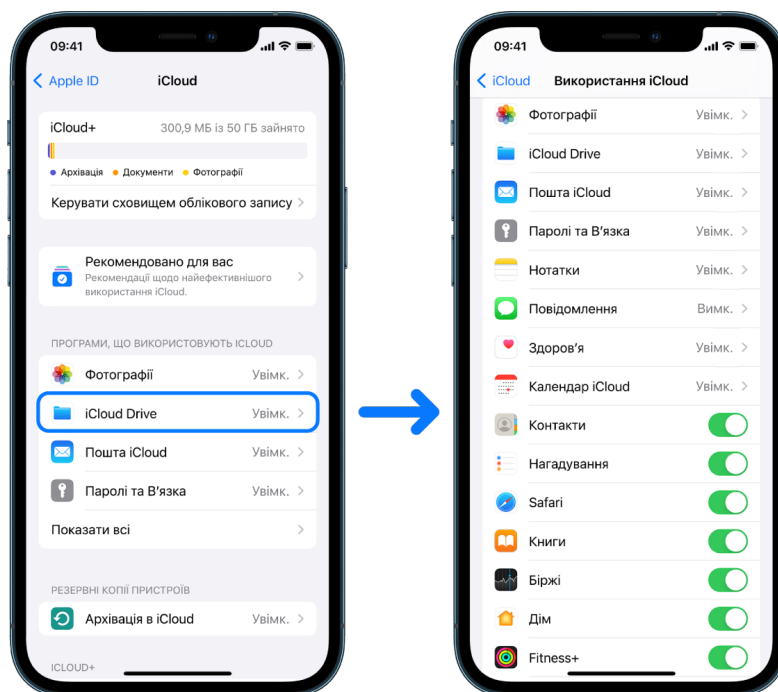 09:41
Apple ID
iCloud
iCloud+
300,9 МБ із 50 ГБ зайнято
Архівація
Документи
Фотографії
Керувати сховищем облікового запису
Рекомендовано для вас
Рекомендації щодо найефективнішого
використання iCloud.
ПРОГРАМИ, ЩО ВИКОРИСТОВУЮТЬ ICLOUD
Фотографії Увімк.
iCloud Drive Увімк.
Пошта iCloud Увімк.
Паролі та В'язка Увімк.
Показати всі
РЕЗЕРВНІ КОПІЇ ПРИСТРОЇВ
Архівація в iCloud Увімк.
ICLOUD+
09:41
iCloud
Використання iCloud
Фотографії Увімк.
iCloud Drive Увімк.
Пошта iCloud Увімк.
Паролі та В'язка Увімк.
Нотатки Увімк.
Повідомлення Вимк.
Здоров'я Увімк.
Календар iCloud Увімк.
Контакти
Нагадування
Safari
Книги
Біржі
Дім
Fitness+